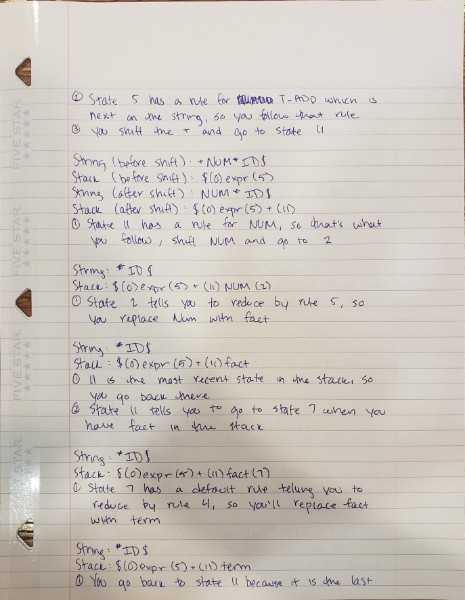 ② State 5 has a rule for T-ADD which is
next on the string, so you follow that rule
③ You shift the + and go to state 11
String (before shift): +NUM*ID$
Stack (before shift): $(0)expr(5)
String (after shift): NUM*ID$
Stack (after shift): $(0)expr(5)+(11)
① State 11 has a rule for NUM, so that's what
you follow, shift NUM and go to 2
String: *ID$
Stack: $(0)expr(5)+(11)NUM(2)
① State 2 tells you to reduce by rule 5, so
you replace Num with fact
String: *ID$
Stack: $(0)expr(5)+(11)fact
① 11 is the most recent state in the stack, so
you go back there
② State 11 tells you to go to state 7 when you
have fact in the stack
String: *ID$
Stack: $(0)expr(5)+(11)fact(7)
① State 7 has a default rule telling you to
reduce by rule 4, so you'll replace fact
with term
String: *ID$
Stack: $(0)expr(5)+(11)term
① You go back to state 11 because it is the last
FIVE STAR
FIVE STAR
FIVE STAR
FIVE STAR